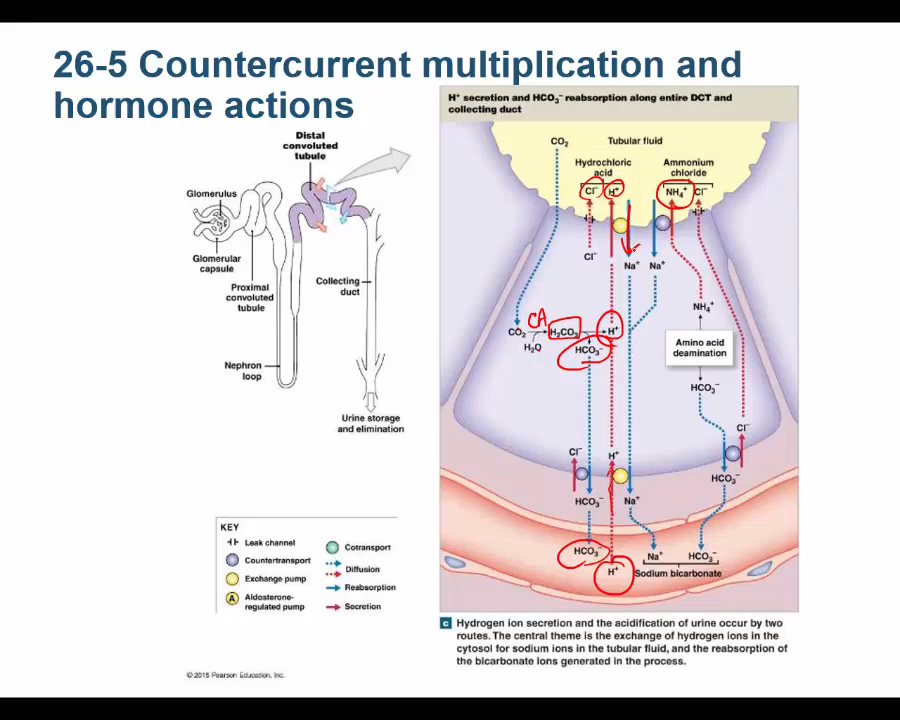 26-5 Countercurrent multiplication and
hormone actions
H⁺ secretion and HCO₃⁻ reabsorption along entire DCT and
collecting duct
Distal
convoluted
tubule
Glomerulus
Glomerular
capsule
Proximal
convoluted
tubule
Collecting
duct
Nephron
loop
Urine storage
and elimination
CO₂
Tubular fluid
Hydrochloric
acid
Ammonium
chloride
Cl⁻ H⁺
NH₄⁺ Cl⁻
Cl⁻
Na⁺ Na⁺
NH₄⁺
CA
CO₂ H₂CO₃ H⁺
H₂O HCO₃⁻
Amino acid
deamination
HCO₃⁻
Cl⁻
Cl⁻ H⁺
HCO₃⁻
HCO₃⁻ Na⁺
HCO₃⁻ Na⁺ HCO₃⁻
H⁺ Sodium bicarbonate
KEY
Leak channel
Countertransport
Exchange pump
A Aldosterone-
regulated pump
Cotransport
Diffusion
Reabsorption
Secretion
c Hydrogen ion secretion and the acidification of urine occur by two
routes. The central theme is the exchange of hydrogen ions in the
cytosol for sodium ions in the tubular fluid, and the reabsorption of
the bicarbonate ions generated in the process.
© 2015 Pearson Education, Inc.